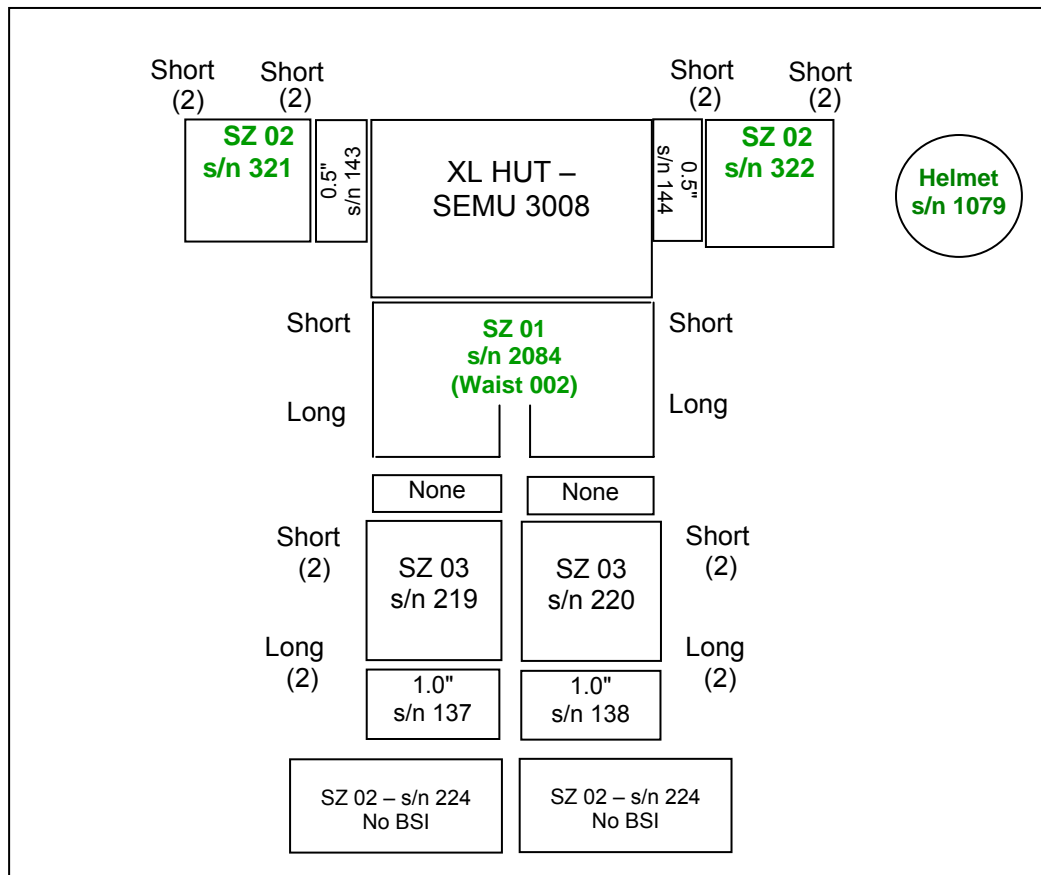 Short
(2)
Short
(2)
Short
(2)
Short
(2)
SZ 02
s/n 321
0.5"
s/n 143
XL HUT –
SEMU 3008
0.5"
s/n 144
SZ 02
s/n 322
Helmet
s/n 1079
Short
SZ 01
s/n 2084
(Waist 002)
Short
Long
Long
None
None
Short
(2)
SZ 03
s/n 219
SZ 03
s/n 220
Short
(2)
Long
(2)
1.0"
s/n 137
1.0"
s/n 138
Long
(2)
SZ 02 – s/n 224
No BSI
SZ 02 – s/n 224
No BSI